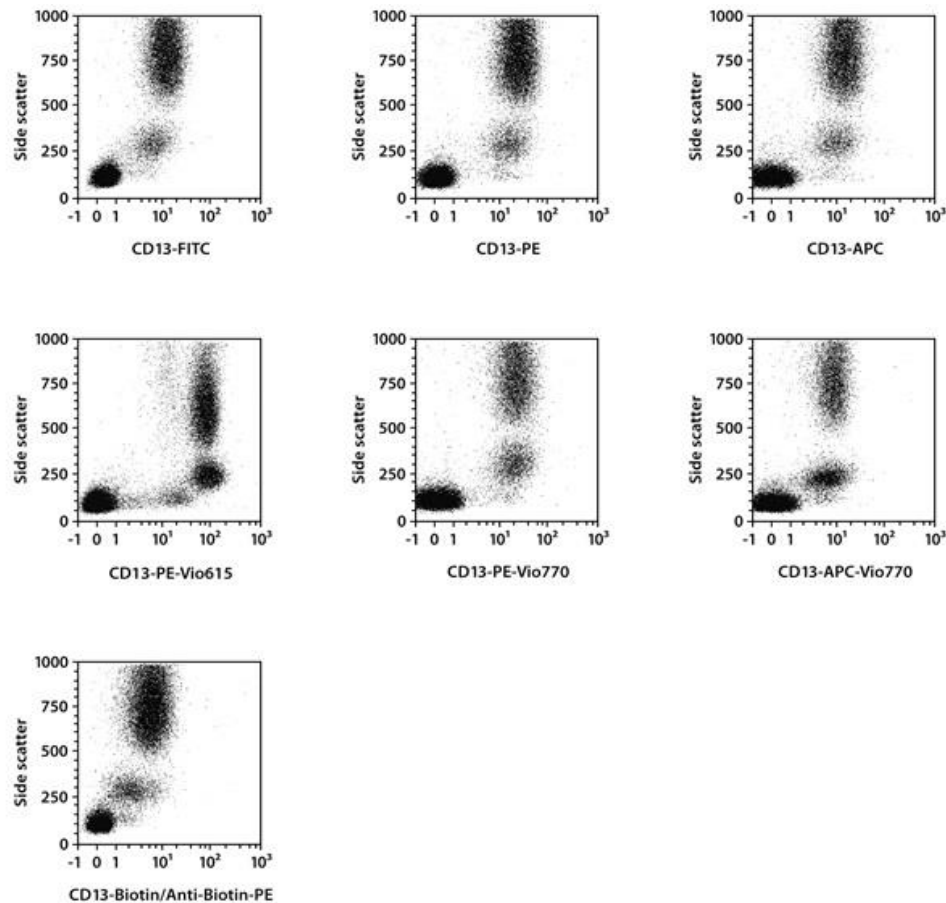 1000
750
500
250
0
Side scatter
-1 0 1 10¹ 10² 10³
CD13-FITC
1000
750
500
250
0
Side scatter
-1 0 1 10¹ 10² 10³
CD13-PE
1000
750
500
250
0
Side scatter
-1 0 1 10¹ 10² 10³
CD13-APC
1000
750
500
250
0
Side scatter
-1 0 1 10¹ 10² 10³
CD13-PE-Vio615
1000
750
500
250
0
Side scatter
-1 0 1 10¹ 10² 10³
CD13-PE-Vio770
1000
750
500
250
0
Side scatter
-1 0 1 10¹ 10² 10³
CD13-APC-Vio770
1000
750
500
250
0
Side scatter
-1 0 1 10¹ 10² 10³
CD13-Biotin/Anti-Biotin-PE